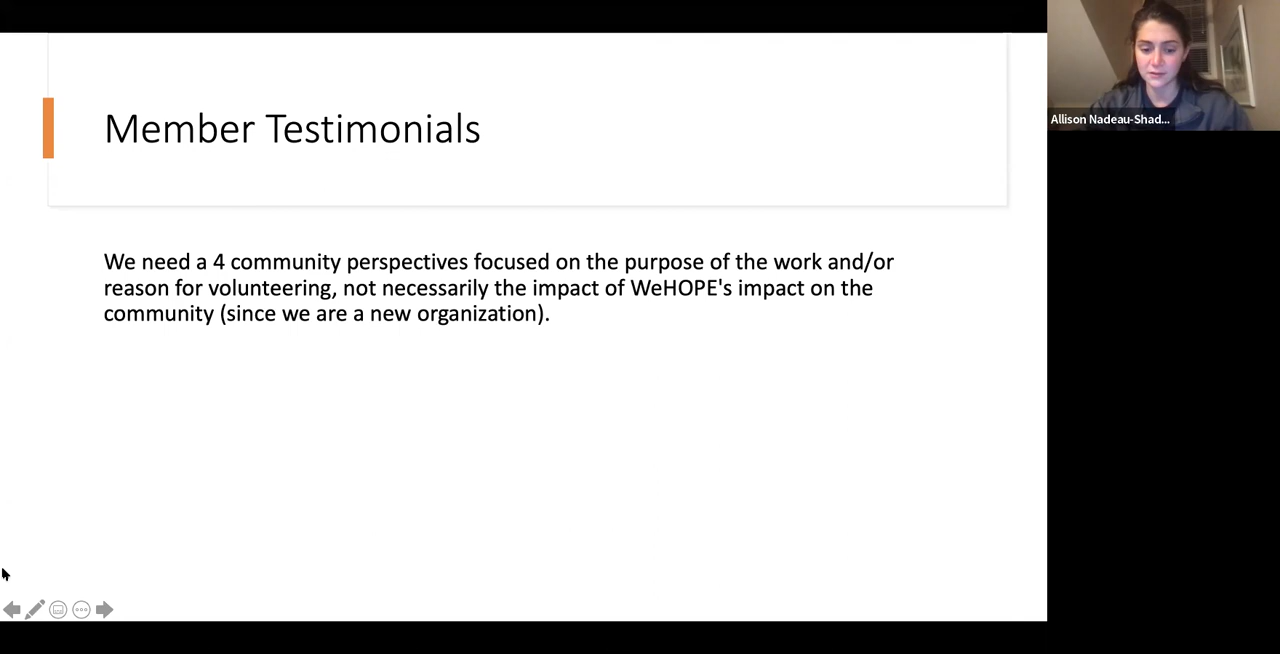 Member Testimonials
We need a 4 community perspectives focused on the purpose of the work and/or
reason for volunteering, not necessarily the impact of WeHOPE's impact on the
community (since we are a new organization).
Allison Nadeau-Shad...